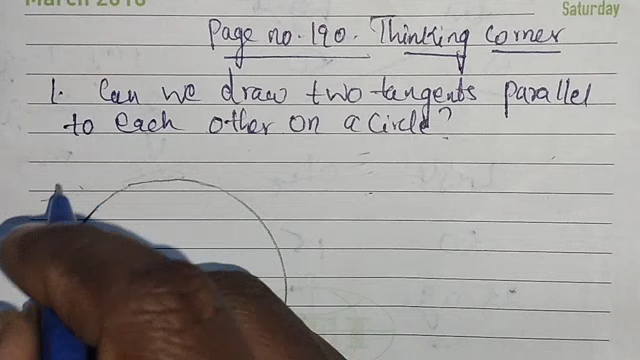 March 2018
Saturday
Page no. 190. Thinking Corner
1. Can we draw two tangents parallel
to each other on a circle?